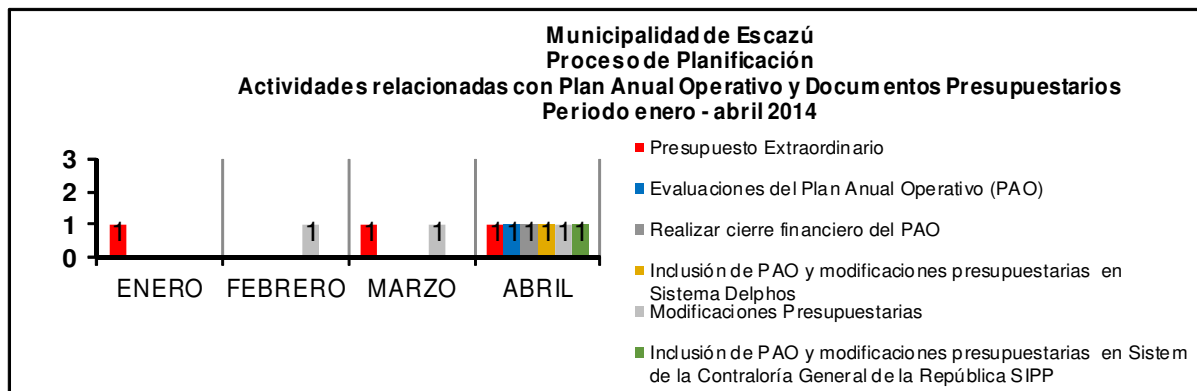 Municipalidad de Escazú
Proceso de Planificación
Actividades relacionadas con Plan Anual Operativo y Documentos Presupuestarios
Periodo enero - abril 2014
3
2
1
0
1
1
1
1
1
1
1
1
1
1
ENERO
FEBRERO
MARZO
ABRIL
Presupuesto Extraordinario
Evaluaciones del Plan Anual Operativo (PAO)
Realizar cierre financiero del PAO
Inclusión de PAO y modificaciones presupuestarias en
Sistema Delphos
Modificaciones Presupuestarias
Inclusión de PAO y modificaciones presupuestarias en Sistem
de la Contraloría General de la República SIPP